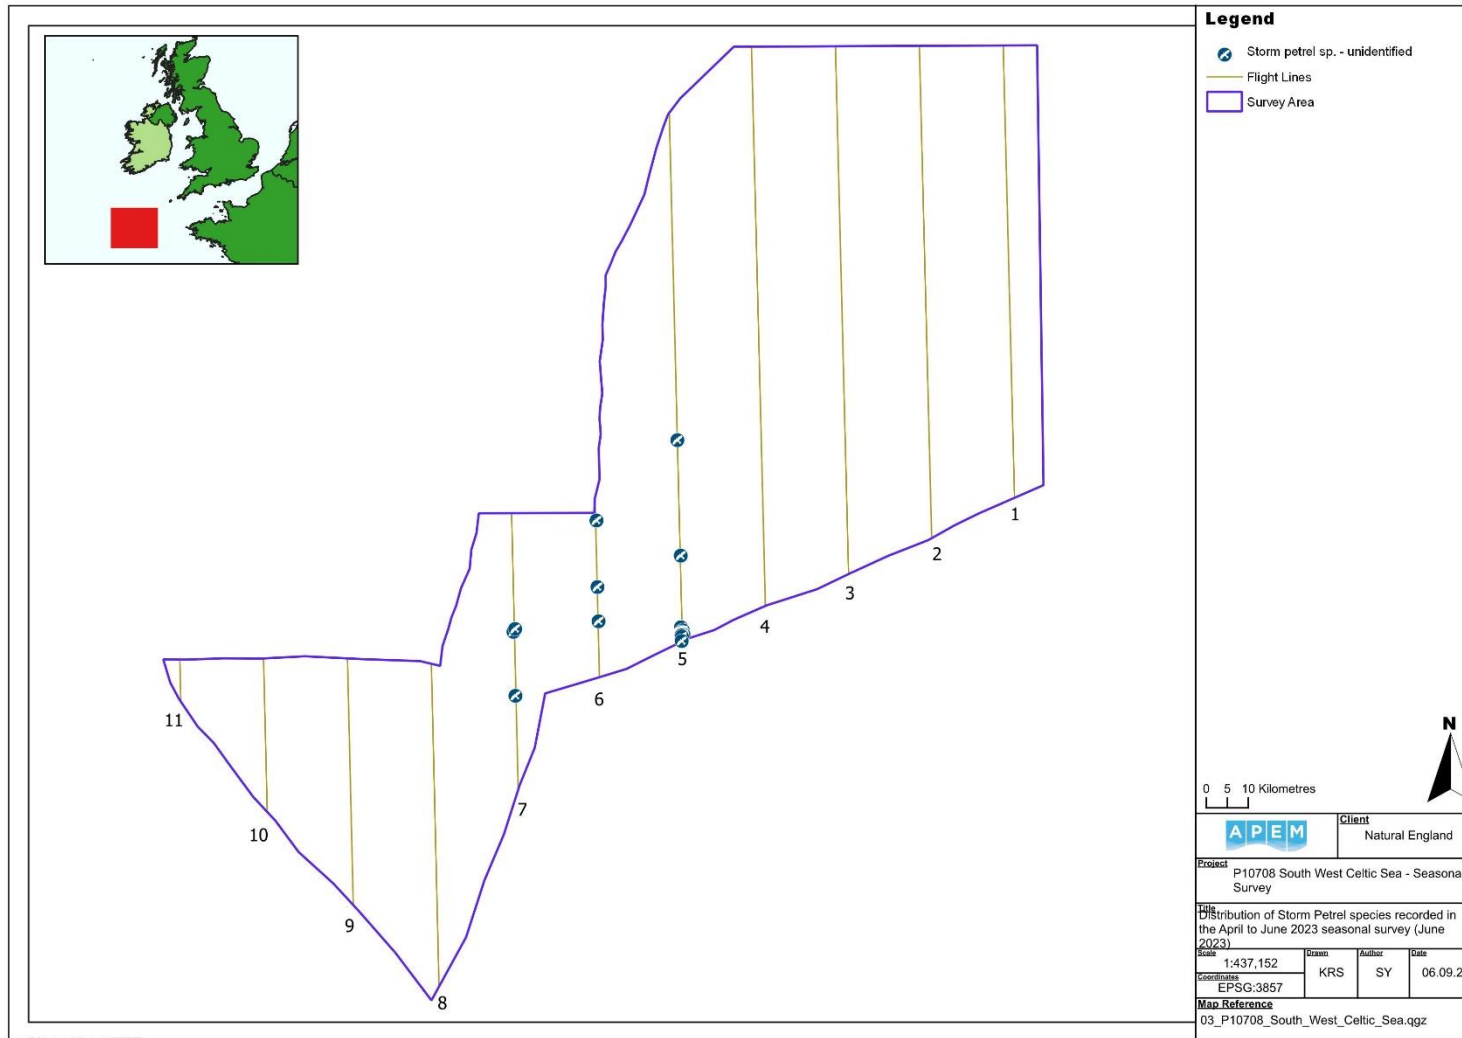 Legend
Storm petrel sp. - unidentified
Flight Lines
Survey Area
1
2
3
4
5
6
7
8
9
10
11
N
0 5 10 Kilometres
APEM
Client
Natural England
Project
P10708 South West Celtic Sea - Seasona
Survey
Title
Distribution of Storm Petrel species recorded in
the April to June 2023 seasonal survey (June
2023)
Scale
1:437,152
Drawn
KRS
Author
SY
Date
06.09.2
Coordinates
EPSG:3857
Map Reference
03_P10708_South_West_Celtic_Sea.qgz